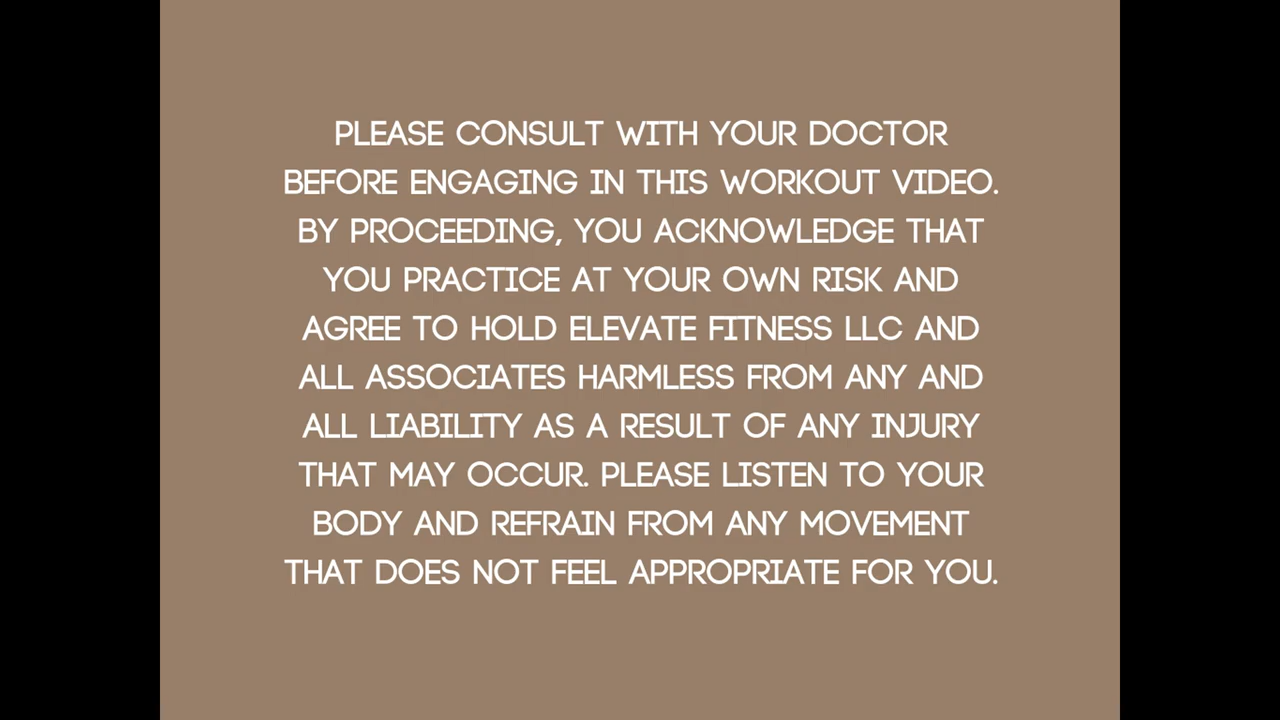 PLEASE CONSULT WITH YOUR DOCTOR
BEFORE ENGAGING IN THIS WORKOUT VIDEO.
BY PROCEEDING, YOU ACKNOWLEDGE THAT
YOU PRACTICE AT YOUR OWN RISK AND
AGREE TO HOLD ELEVATE FITNESS LLC AND
ALL ASSOCIATES HARMLESS FROM ANY AND
ALL LIABILITY AS A RESULT OF ANY INJURY
THAT MAY OCCUR. PLEASE LISTEN TO YOUR
BODY AND REFRAIN FROM ANY MOVEMENT
THAT DOES NOT FEEL APPROPRIATE FOR YOU.